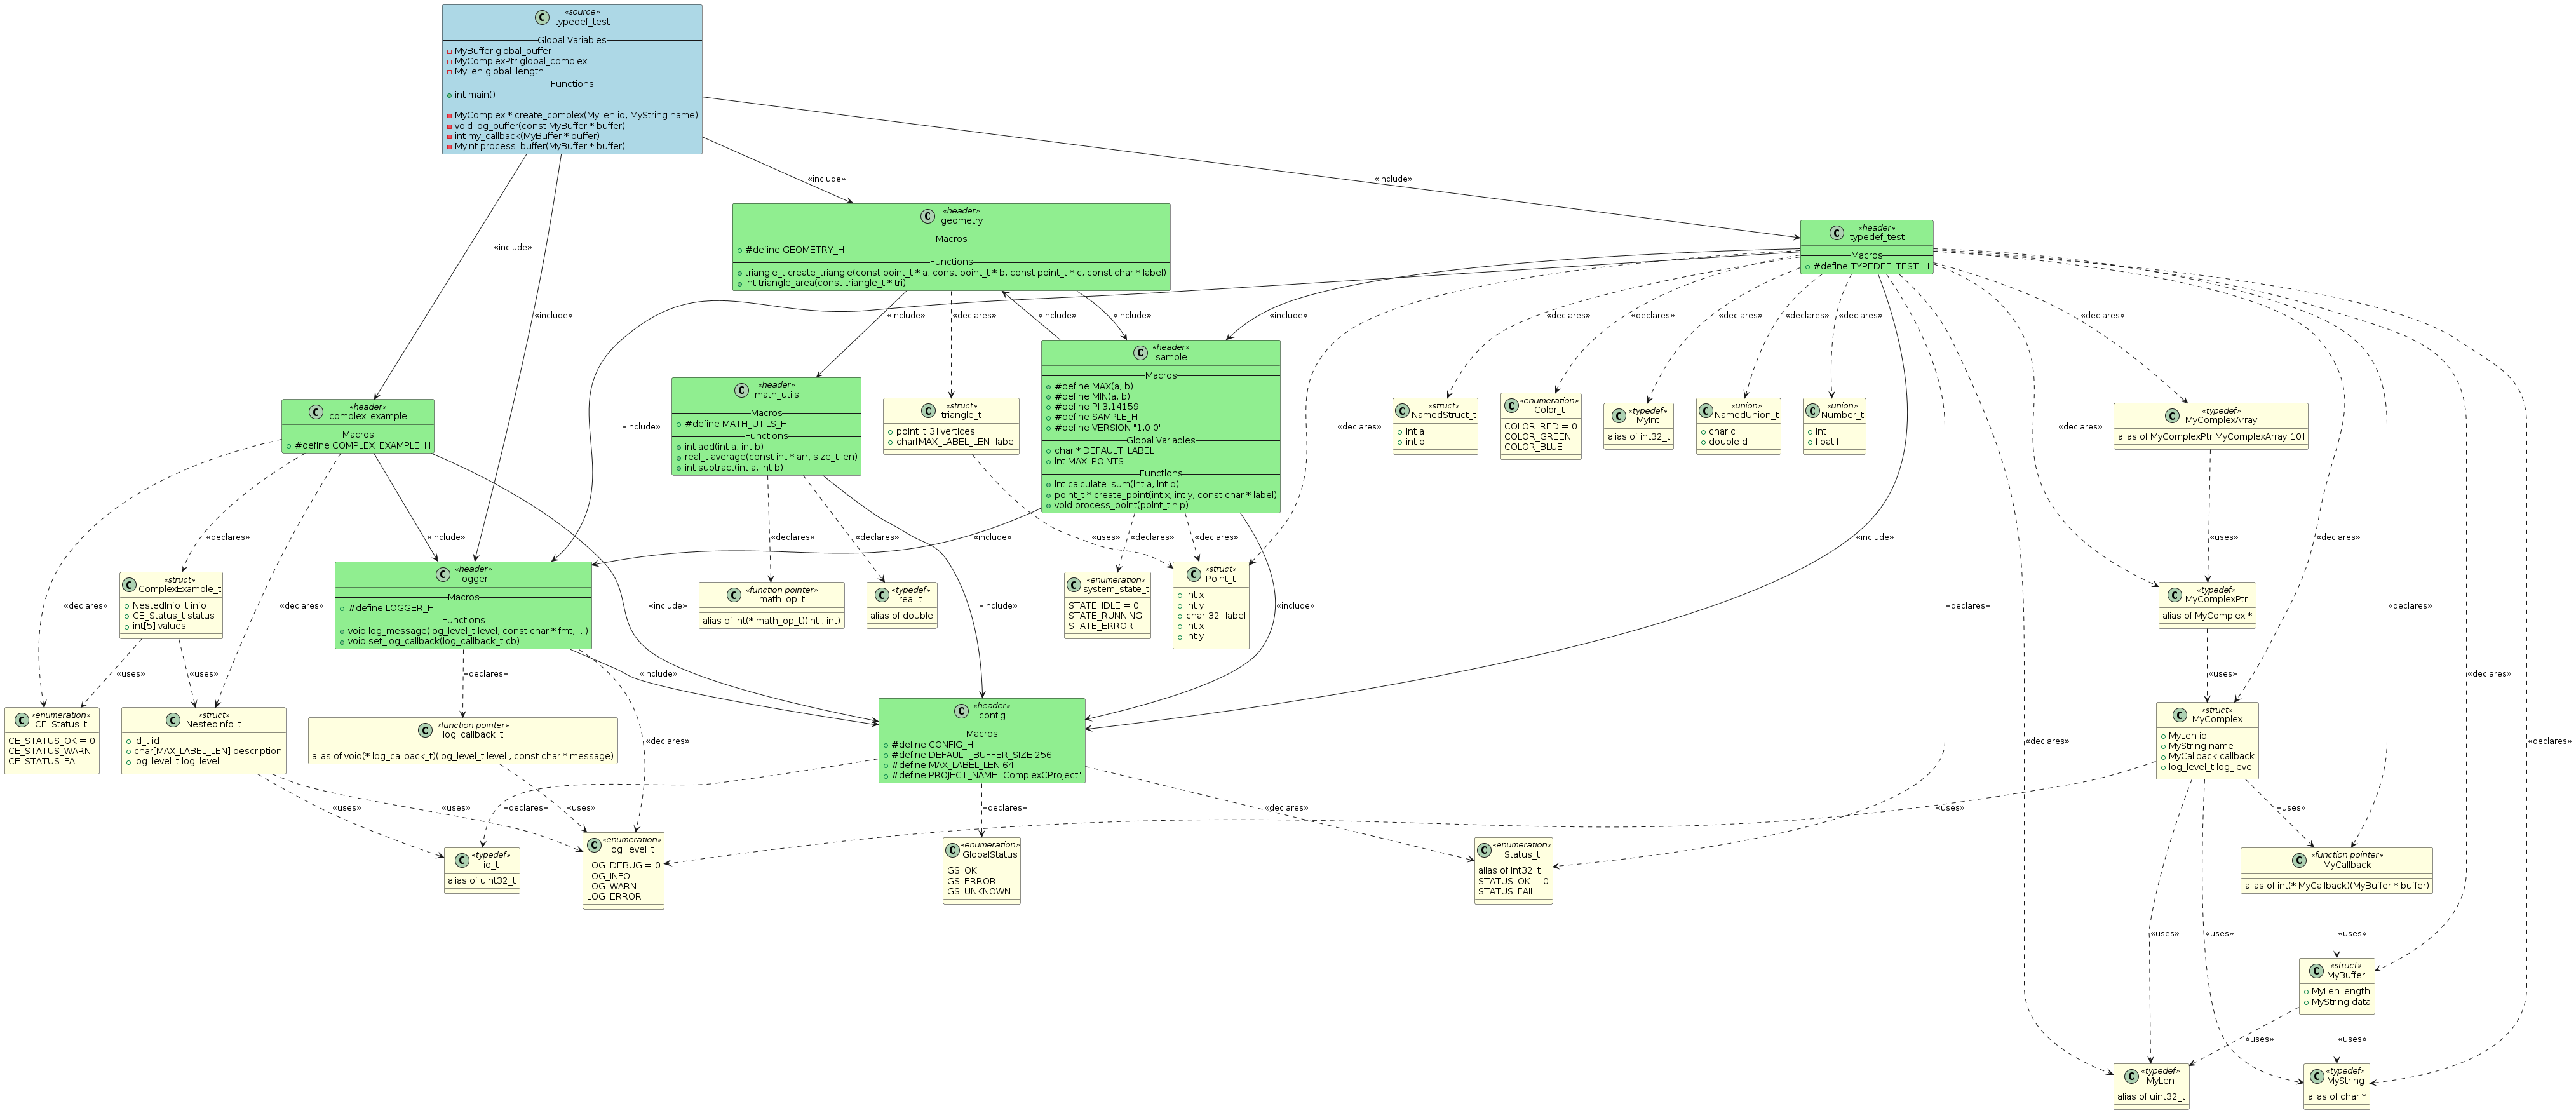 «source»
typedef_test
Global Variables
MyBuffer global_buffer
MyComplexPtr global_complex
MyLen global_length
Functions
int main()
MyComplex * create_complex(MyLen id, MyString name)
void log_buffer(const MyBuffer * buffer)
int my_callback(MyBuffer * buffer)
MyInt process_buffer(MyBuffer * buffer)
«include»
«include»
«include»
«include»
«header»
geometry
Macros
#define GEOMETRY_H
Functions
triangle_t create_triangle(const point_t * a, const point_t * b, const point_t * c, const char * label)
int triangle_area(const triangle_t * tri)
«header»
typedef_test
Macros
#define TYPEDEF_TEST_H
«include»
«declares»
«include»
«include»
«include»
«declares»
«declares»
«declares»
«declares»
«declares»
«declares»
«header»
sample
Macros
#define MAX(a, b)
#define MIN(a, b)
#define PI 3.14159
#define SAMPLE_H
#define VERSION "1.0.0"
Global Variables
char * DEFAULT_LABEL
int MAX_POINTS
Functions
int calculate_sum(int a, int b)
point_t * create_point(int x, int y, const char * label)
void process_point(point_t * p)
«header»
math_utils
Macros
#define MATH_UTILS_H
Functions
int add(int a, int b)
real_t average(const int * arr, size_t len)
int subtract(int a, int b)
«struct»
triangle_t
point_t[3] vertices
char[MAX_LABEL_LEN] label
«struct»
NamedStruct_t
int a
int b
«enumeration»
Color_t
COLOR_RED = 0
COLOR_GREEN
COLOR_BLUE
«typedef»
MyInt
alias of int32_t
«union»
NamedUnion_t
char c
double d
«union»
Number_t
int i
float f
«typedef»
MyComplexArray
alias of MyComplexPtr MyComplexArray[10]
«header»
complex_example
Macros
#define COMPLEX_EXAMPLE_H
«include»
«declares»
«declares»
«declares»
«include»
«declares»
«declares»
«uses»
«declares»
«declares»
«include»
«include»
«uses»
«declares»
«header»
logger
Macros
#define LOGGER_H
Functions
void log_message(log_level_t level, const char * fmt, ...)
void set_log_callback(log_callback_t cb)
«struct»
ComplexExample_t
NestedInfo_t info
CE_Status_t status
int[5] values
«function pointer»
math_op_t
alias of int(* math_op_t)(int , int)
«typedef»
real_t
alias of double
«enumeration»
system_state_t
STATE_IDLE = 0
STATE_RUNNING
STATE_ERROR
«struct»
Point_t
int x
int y
char[32] label
int x
int y
«typedef»
MyComplexPtr
alias of MyComplex *
«declares»
«declares»
«include»
«include»
«include»
«declares»
«declares»
«uses»
«uses»
«declares»
«include»
«uses»
«declares»
«enumeration»
CE_Status_t
CE_STATUS_OK = 0
CE_STATUS_WARN
CE_STATUS_FAIL
«struct»
NestedInfo_t
id_t id
char[MAX_LABEL_LEN] description
log_level_t log_level
«function pointer»
log_callback_t
alias of void(* log_callback_t)(log_level_t level , const char * message)
«header»
config
Macros
#define CONFIG_H
#define DEFAULT_BUFFER_SIZE 256
#define MAX_LABEL_LEN 64
#define PROJECT_NAME "ComplexCProject"
«struct»
MyComplex
MyLen id
MyString name
MyCallback callback
log_level_t log_level
«declares»
«declares»
«declares»
«uses»
«uses»
«declares»
«uses»
«declares»
«declares»
«uses»
«uses»
«typedef»
id_t
alias of uint32_t
«enumeration»
log_level_t
LOG_DEBUG = 0
LOG_INFO
LOG_WARN
LOG_ERROR
«enumeration»
GlobalStatus
GS_OK
GS_ERROR
GS_UNKNOWN
«enumeration»
Status_t
alias of int32_t
STATUS_OK = 0
STATUS_FAIL
«function pointer»
MyCallback
alias of int(* MyCallback)(MyBuffer * buffer)
«uses»
«uses»
«uses»
«struct»
MyBuffer
MyLen length
MyString data
«uses»
«uses»
«typedef»
MyLen
alias of uint32_t
«typedef»
MyString
alias of char *